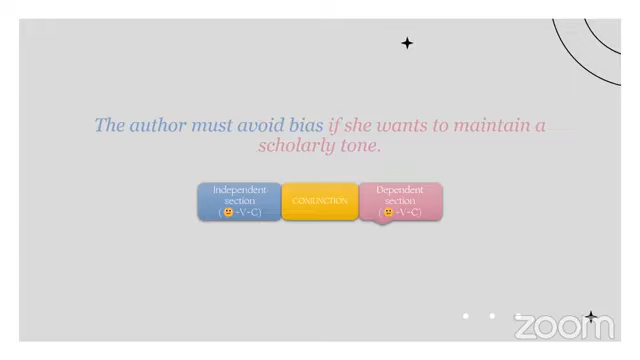 The author must avoid bias if she wants to maintain a
scholarly tone.
Independent
section
(😐+V+C)
CONJUNCTION
Dependent
section
(😐+V+C)
zoom